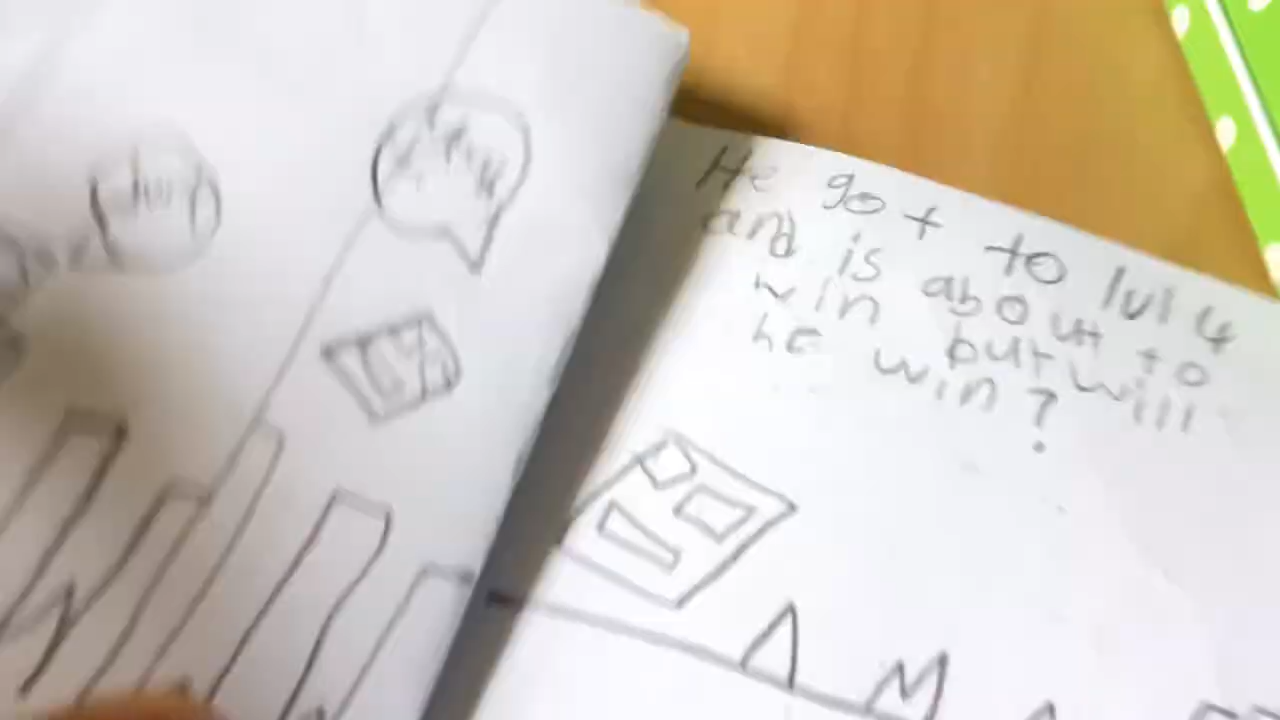 He got to lvl 4
and is about to
win but will
he win?